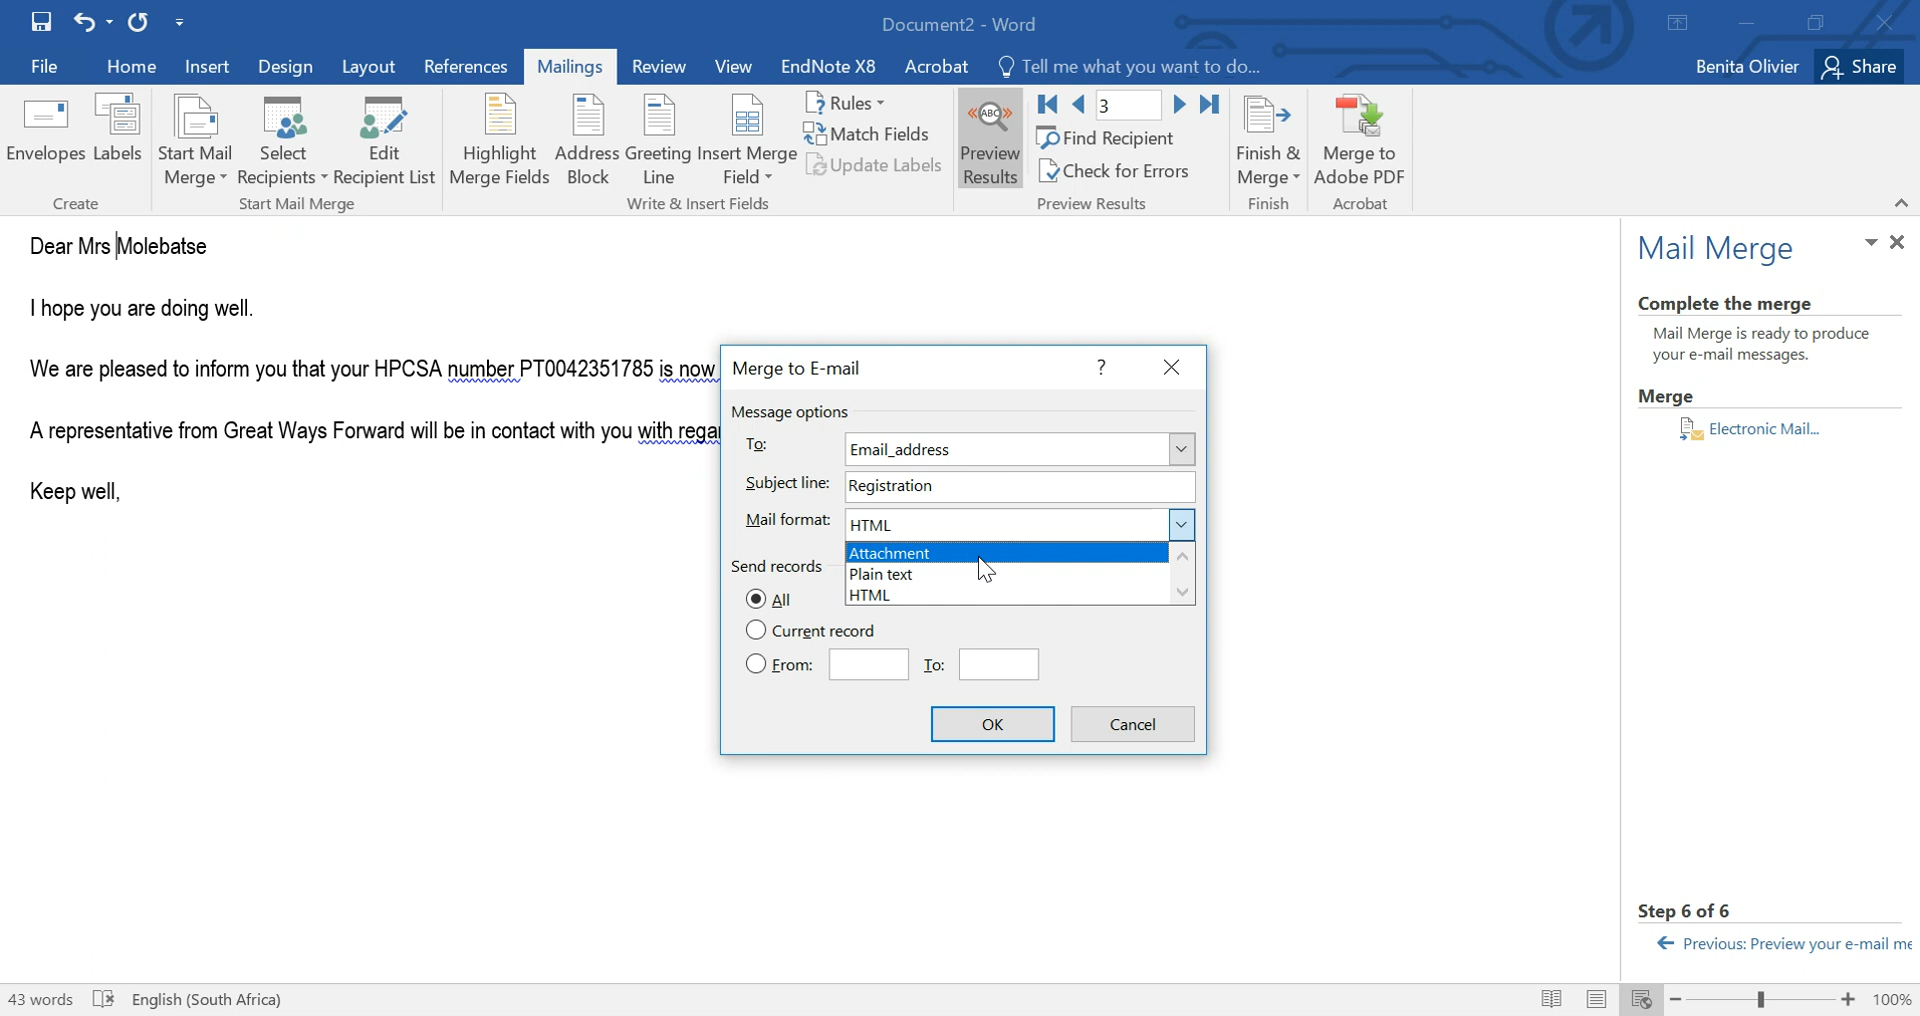 Document2 - Word
File Home Insert Design Layout References Mailings Review View EndNote X8 Acrobat Tell me what you want to do... Benita Olivier Share
Envelopes Labels
Create
Start Mail Merge
Select Recipients
Edit Recipient List
Start Mail Merge
Highlight Merge Fields
Address Block
Greeting Line
Insert Merge Field
Rules
Match Fields
Update Labels
Write & Insert Fields
ABC
Preview Results
3
Find Recipient
Check for Errors
Preview Results
Finish & Merge
Finish
Merge to Adobe PDF
Acrobat
Dear Mrs Molebatse
I hope you are doing well.
We are pleased to inform you that your HPCSA number PT0042351785 is now
A representative from Great Ways Forward will be in contact with you with regar
Keep well,
Merge to E-mail ?
Message options
To: Email_address
Subject line: Registration
Mail format: HTML
Attachment
Plain text
HTML
Send records
All
Current record
From: To:
OK Cancel
Mail Merge
Complete the merge
Mail Merge is ready to produce
your e-mail messages.
Merge
Electronic Mail...
Step 6 of 6
Previous: Preview your e-mail me
43 words English (South Africa) 100%